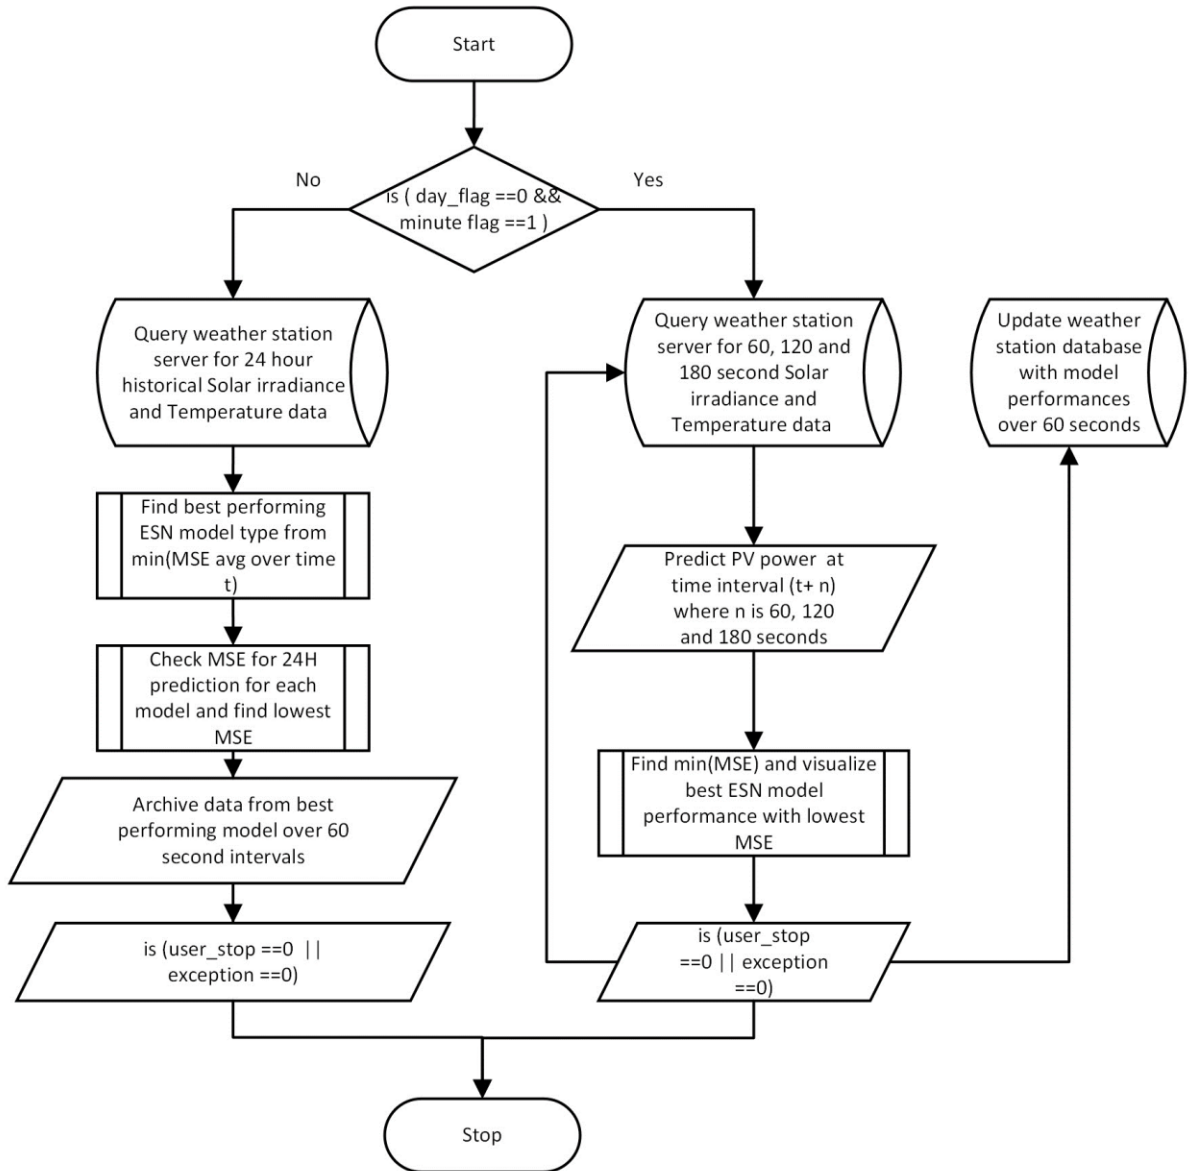 Start
No
Yes
is ( day_flag ==0 &&
minute flag ==1 )
Query weather station
server for 24 hour
historical Solar irradiance
and Temperature data
Query weather station
server for 60, 120 and
180 second Solar
irradiance and
Temperature data
Update weather
station database
with model
performances
over 60 seconds
Find best performing
ESN model type from
min(MSE avg over time
t)
Predict PV power at
time interval (t+ n)
where n is 60, 120
and 180 seconds
Check MSE for 24H
prediction for each
model and find lowest
MSE
Find min(MSE) and visualize
best ESN model
performance with lowest
MSE
Archive data from best
performing model over 60
second intervals
is (user_stop ==0 ||
exception ==0)
is (user_stop
==0 || exception
==0)
Stop